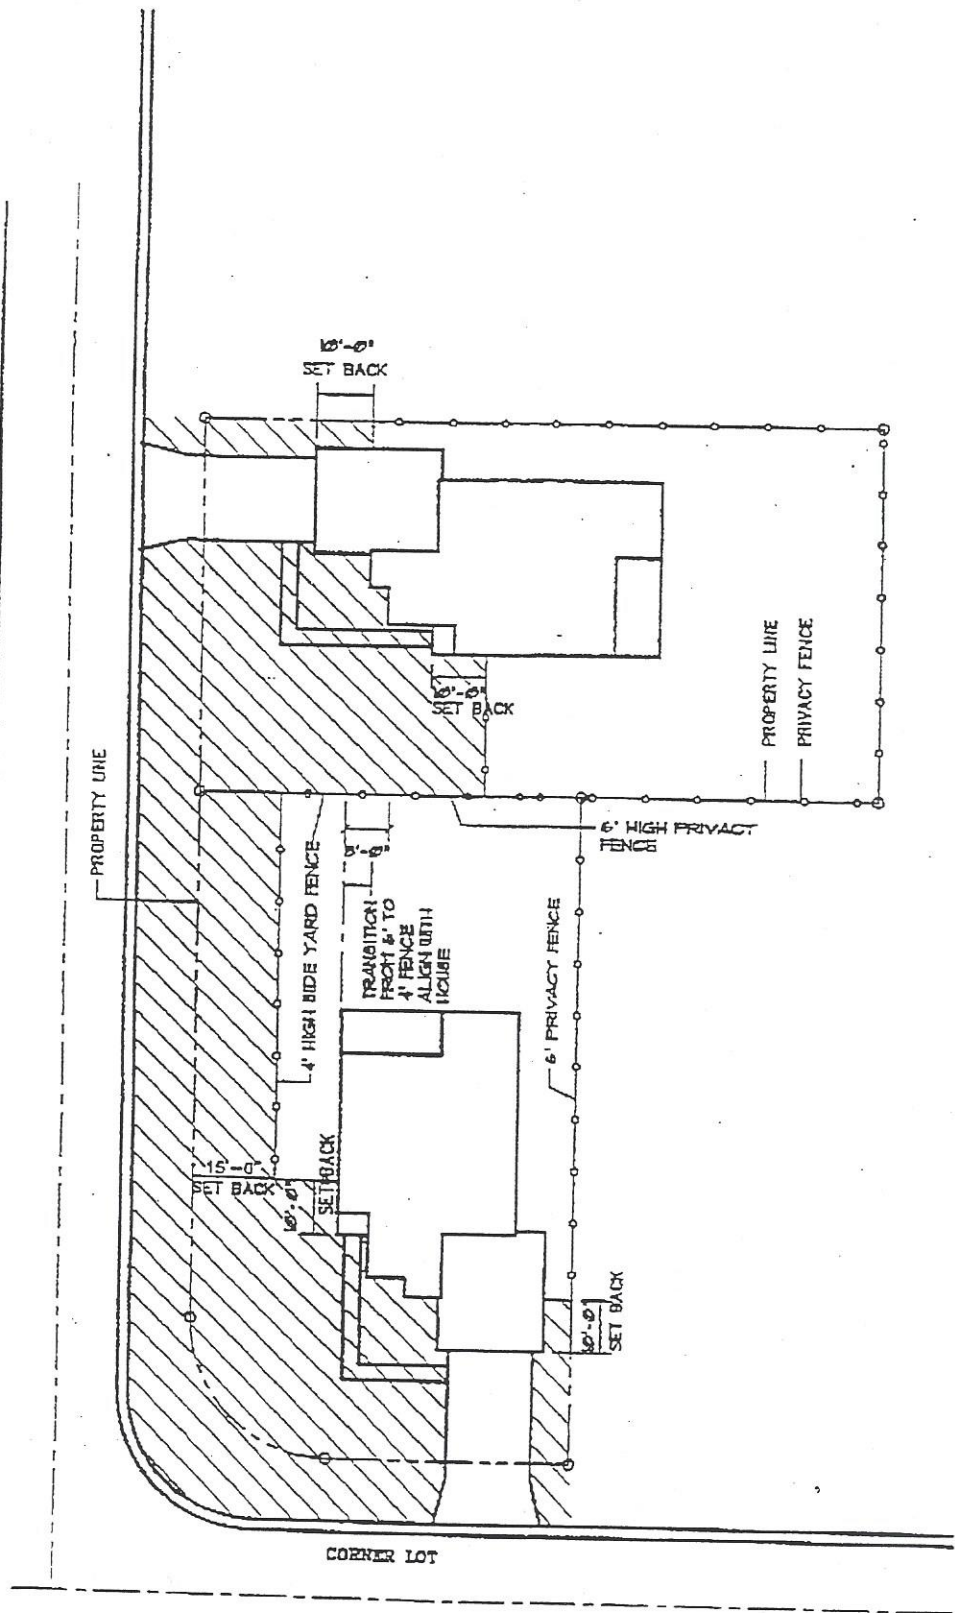 10'-0"
SET BACK
PROPERTY LINE
10'-0"
SET BACK
PROPERTY LINE
PRIVACY FENCE
6' HIGH PRIVACY
FENCE
4' HIGH SIDE YARD FENCE
5'-0"
TRANSITION
FROM 6' TO
4' FENCE
ALIGN WITH
HOUSE
6' PRIVACY FENCE
15'-0"
SET BACK
10'-0"
SET BACK
10'-0"
SET BACK
CORNER LOT